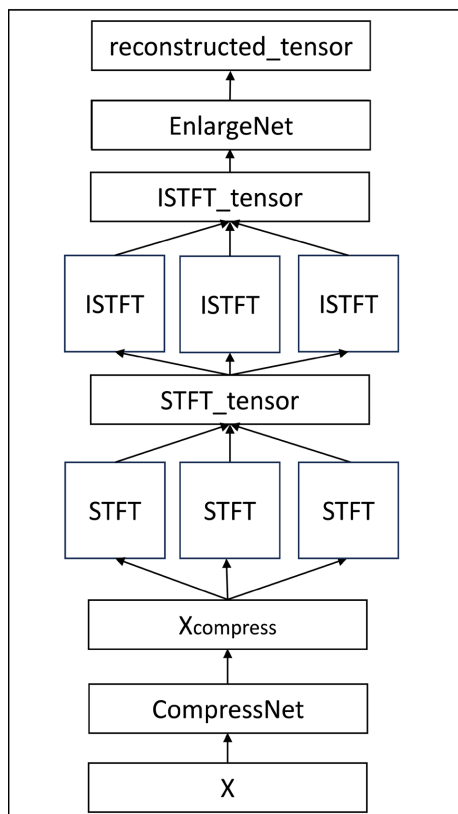 reconstructed_tensor
EnlargeNet
ISTFT_tensor
ISTFT ISTFT ISTFT
STFT_tensor
STFT STFT STFT
Xcompress
CompressNet
X